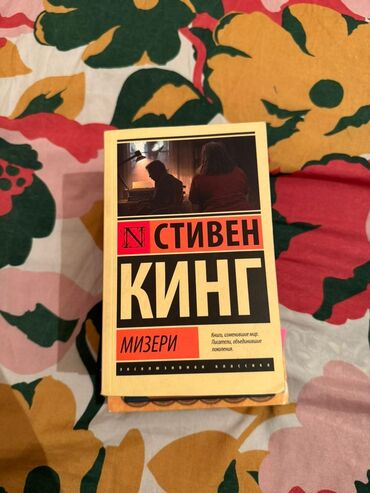 N СТИВЕН
КИНГ
МИЗЕРИ
Книги, изменившие мир.
Писатели, объединившие
поколения.
ЭКСКЛЮЗИВНАЯ КЛАССИКА